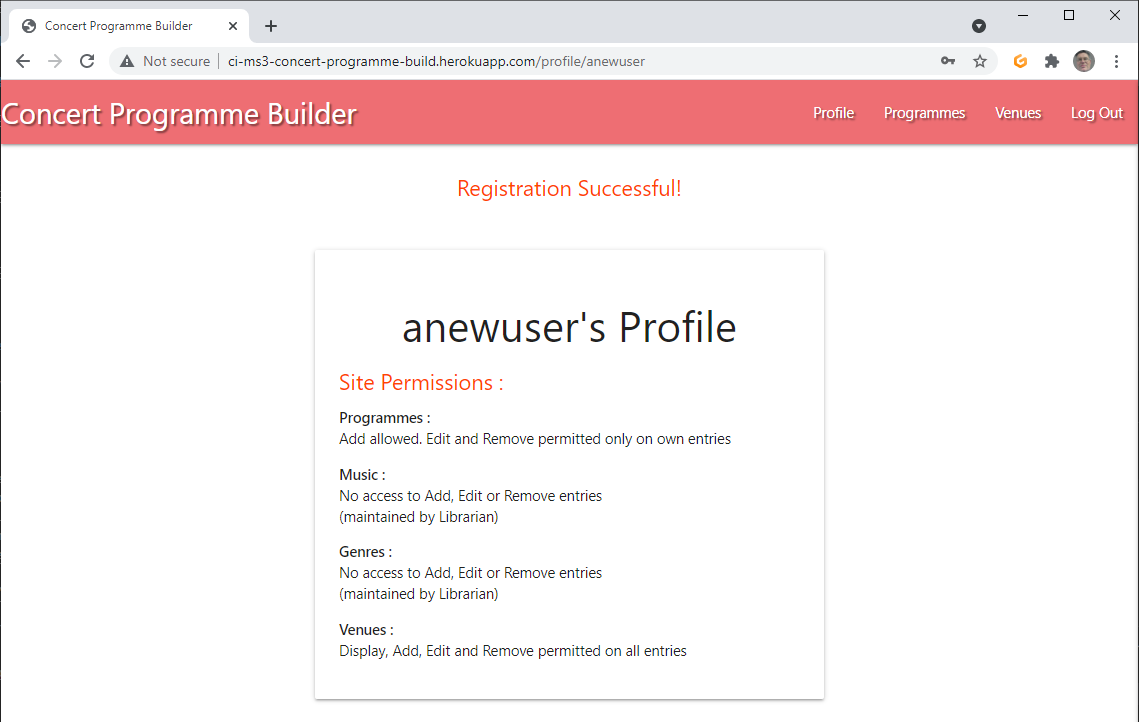 Concert Programme Builder
Not secure | ci-ms3-concert-programme-build.herokuapp.com/profile/anewuser
Concert Programme Builder
Profile Programmes Venues Log Out
Registration Successful!
anewuser's Profile
Site Permissions :
Programmes :
Add allowed. Edit and Remove permitted only on own entries
Music :
No access to Add, Edit or Remove entries
(maintained by Librarian)
Genres :
No access to Add, Edit or Remove entries
(maintained by Librarian)
Venues :
Display, Add, Edit and Remove permitted on all entries